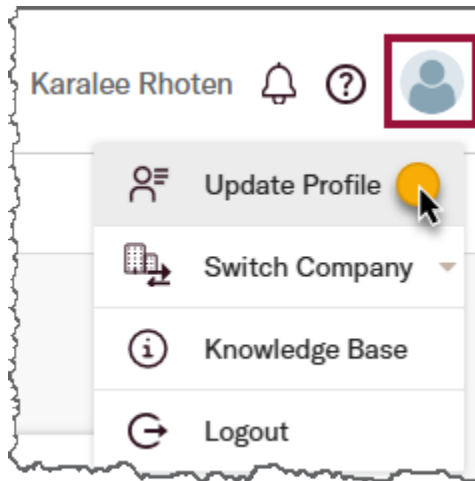 Karalee Rhoten
Update Profile
Switch Company
Knowledge Base
Logout